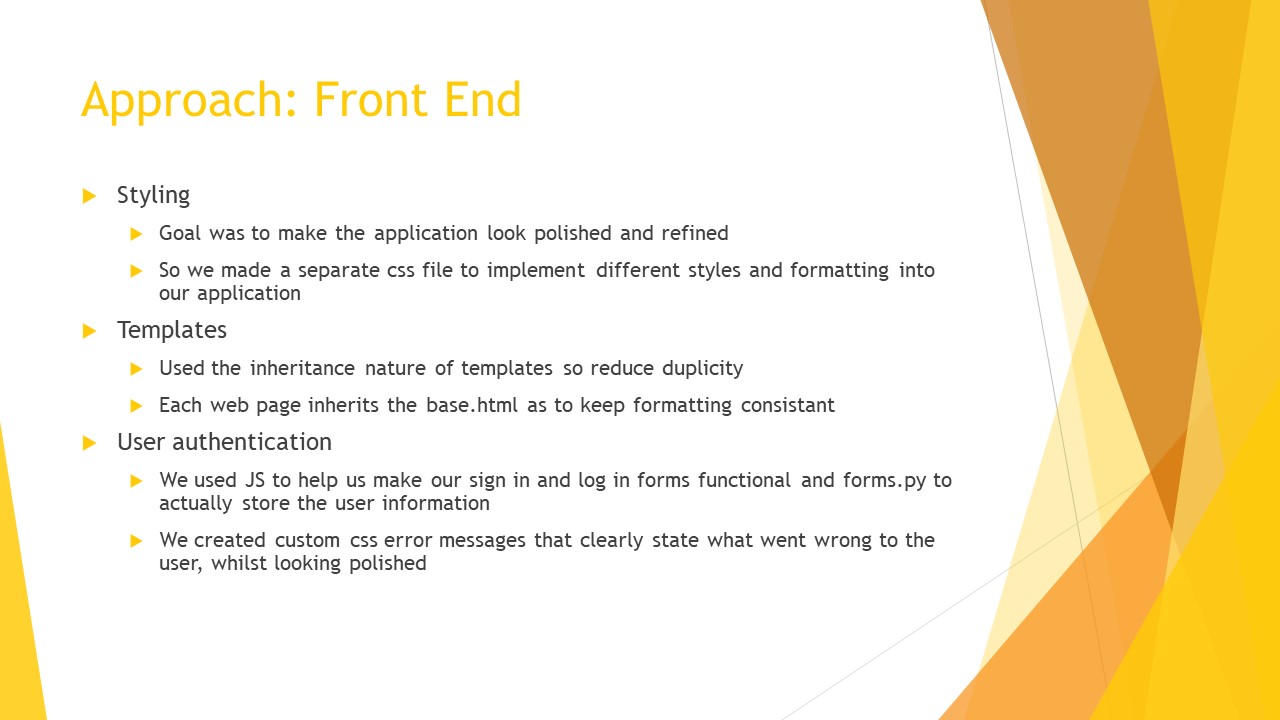 Approach: Front End
Styling
Goal was to make the application look polished and refined
So we made a separate css file to implement different styles and formatting into
our application
Templates
Used the inheritance nature of templates so reduce duplicity
Each web page inherits the base.html as to keep formatting consistant
User authentication
We used JS to help us make our sign in and log in forms functional and forms.py to
actually store the user information
We created custom css error messages that clearly state what went wrong to the
user, whilst looking polished